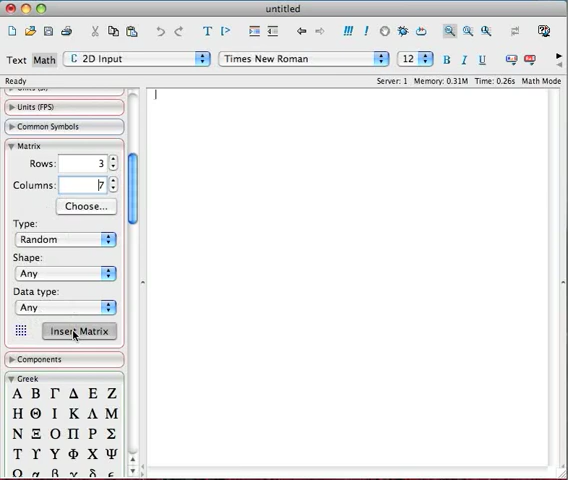 untitled
Text Math C 2D Input Times New Roman 12 B I U
Ready Server: 1 Memory: 0.31M Time: 0.26s Math Mode
Units (FPS)
Common Symbols
Matrix
Rows: 3
Columns: 7
Choose...
Type:
Random
Shape:
Any
Data type:
Any
Insert Matrix
Components
Greek
Α Β Γ Δ Ε Ζ
Η Θ Ι Κ Λ Μ
Ν Ξ Ο Π Ρ Σ
Τ Υ ϒ Φ Χ Ψ
Ω α β γ δ ε